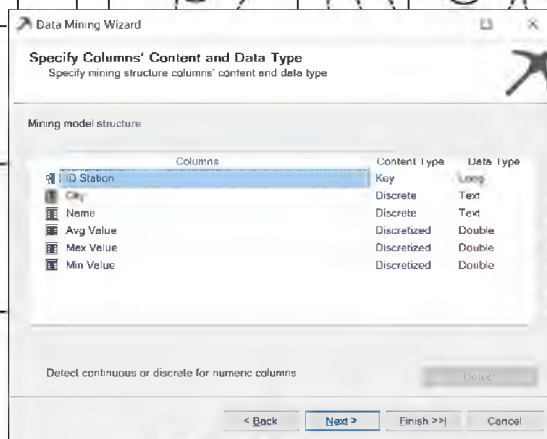 Data Mining Wizard
Specify Columns' Content and Data Type
Specify mining structure columns' content and data type
Mining model structure
Columns Content Type Data Type
ID Station Key Long
City Discrete Text
Name Discrete Text
Avg Value Discretized Double
Max Value Discretized Double
Min Value Discretized Double
Detect continuous or discrete for numeric columns Detect
< Back Next > Finish >>| Cancel